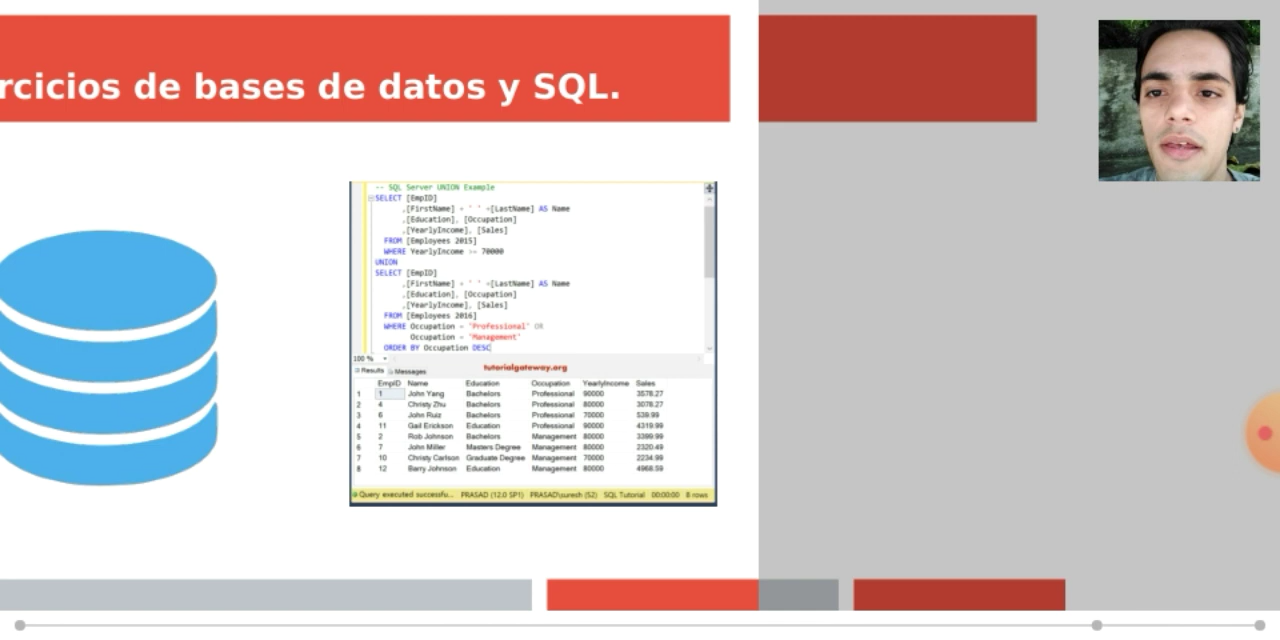 rcicios de bases de datos y SQL.
-- SQL Server UNION Example
SELECT [EmpID]
,[FirstName] + ' ' +[LastName] AS Name
,[Education], [Occupation]
,[YearlyIncome], [Sales]
FROM [Employees 2015]
WHERE YearlyIncome >= 70000
UNION
SELECT [EmpID]
,[FirstName] + ' ' +[LastName] AS Name
,[Education], [Occupation]
,[YearlyIncome], [Sales]
FROM [Employees 2016]
WHERE Occupation = 'Professional' OR
Occupation = 'Management'
ORDER BY Occupation DESC
100 %
tutorialgateway.org
Results Messages
EmpID Name Education Occupation YearlyIncome Sales
1 1 John Yang Bachelors Professional 90000 3578.27
2 4 Christy Zhu Bachelors Professional 80000 3078.27
3 6 John Ruiz Bachelors Professional 70000 539.99
4 11 Gail Erickson Bachelors Professional 90000 4319.99
5 2 Rob Johnson Bachelors Management 80000 3399.99
6 7 John Miller Masters Degree Management 80000 2320.49
7 10 Christy Carlson Graduate Degree Management 70000 2234.99
8 12 Barry Johnson Education Management 80000 4968.59
Query executed successfu... PRASAD (12.0 SP1) PRASAD\suresh (52) SQL Tutorial 00:00:00 8 rows